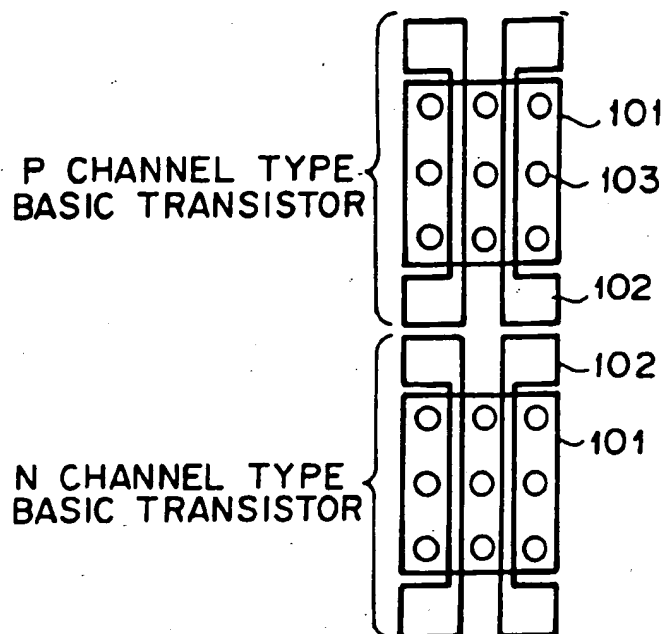 101
P CHANNEL TYPE
BASIC TRANSISTOR
103
102
102
101
N CHANNEL TYPE
BASIC TRANSISTOR